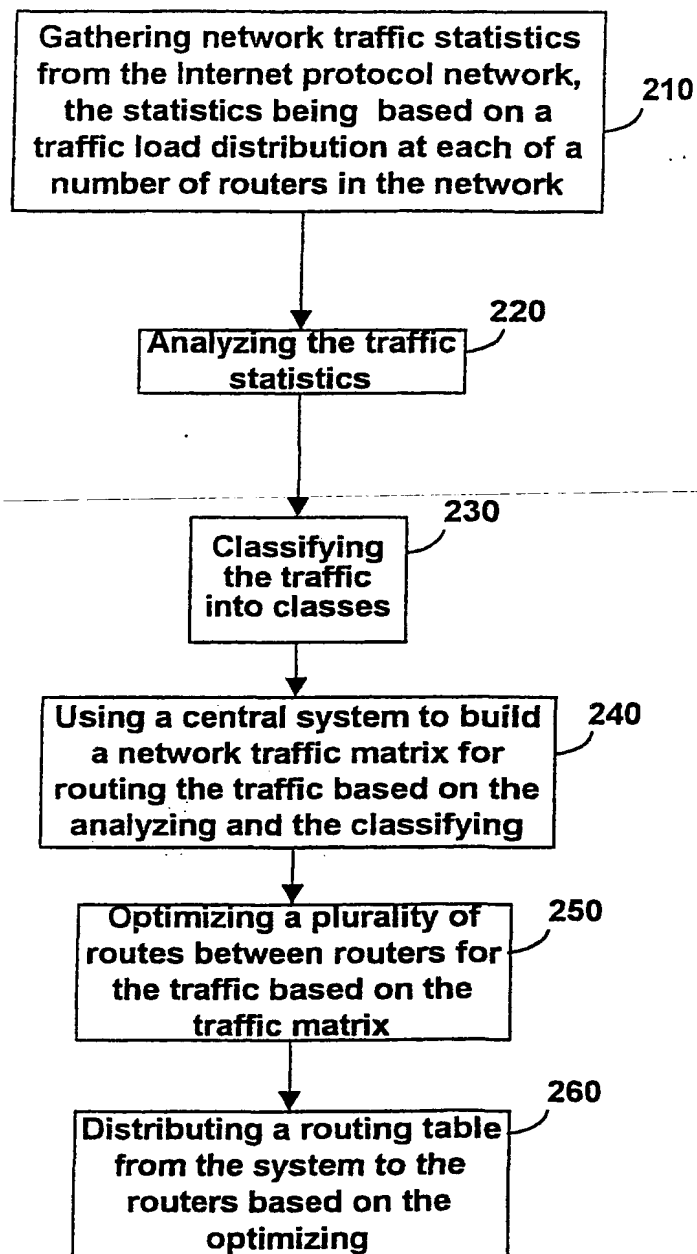 Gathering network traffic statistics
from the Internet protocol network,
the statistics being based on a
traffic load distribution at each of a
number of routers in the network
210
220
Analyzing the traffic
statistics
230
Classifying
the traffic
into classes
Using a central system to build
a network traffic matrix for
routing the traffic based on the
analyzing and the classifying
240
Optimizing a plurality of
routes between routers for
the traffic based on the
traffic matrix
250
260
Distributing a routing table
from the system to the
routers based on the
optimizing